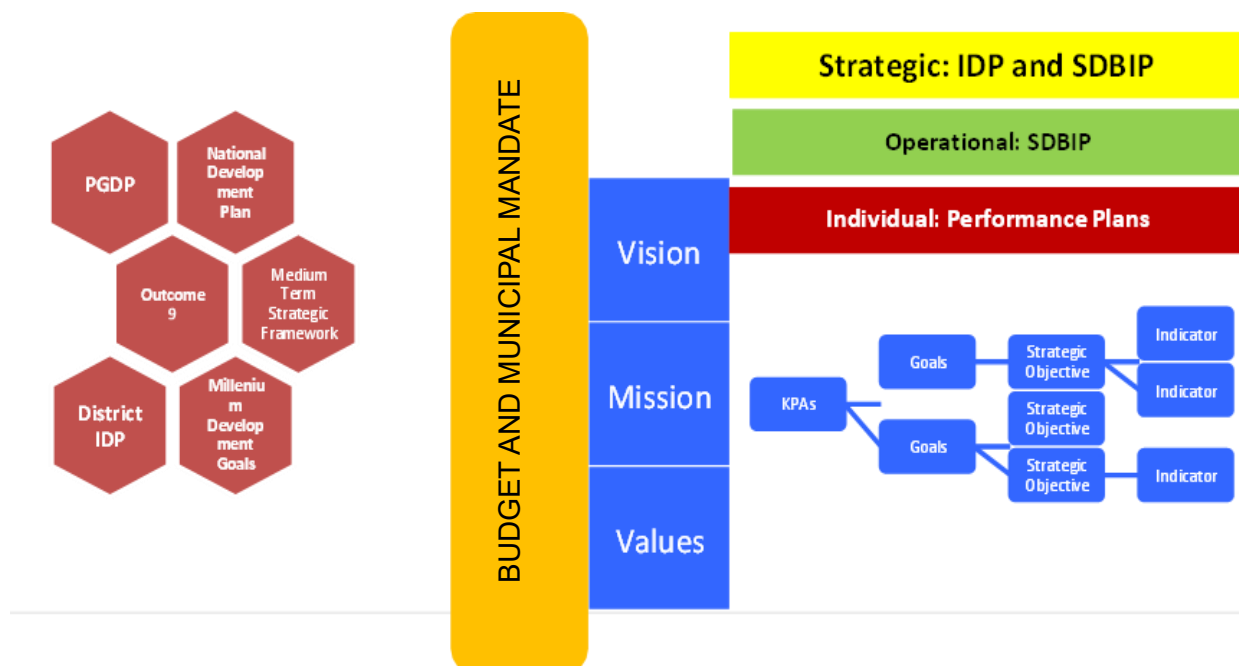 PGDP
National
Develop
ment
Plan
Outcome
9
Medium
Term
Strategic
Framework
District
IDP
Milleniu
m
Develop
ment
Goals
BUDGET AND MUNICIPAL MANDATE
Vision
Mission
Values
Strategic: IDP and SDBIP
Operational: SDBIP
Individual: Performance Plans
KPAs
Goals
Strategic
Objective
Indicator
Indicator
Goals
Strategic
Objective
Strategic
Objective
Indicator